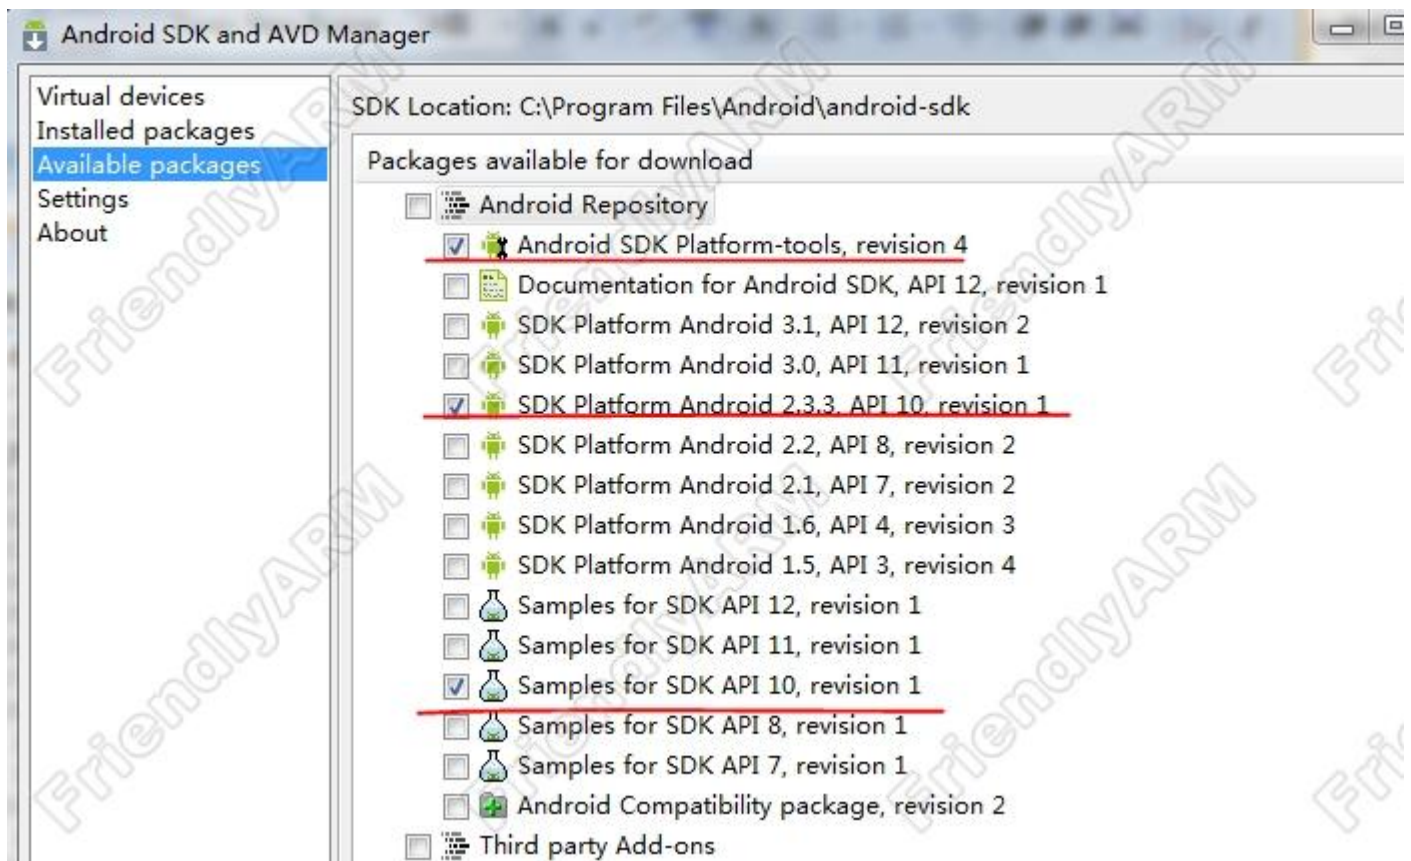 Android SDK and AVD Manager
Virtual devices
Installed packages
Available packages
Settings
About
SDK Location: C:\Program Files\Android\android-sdk
Packages available for download
Android Repository
Android SDK Platform-tools, revision 4
Documentation for Android SDK, API 12, revision 1
SDK Platform Android 3.1, API 12, revision 2
SDK Platform Android 3.0, API 11, revision 1
SDK Platform Android 2.3.3, API 10, revision 1
SDK Platform Android 2.2, API 8, revision 2
SDK Platform Android 2.1, API 7, revision 2
SDK Platform Android 1.6, API 4, revision 3
SDK Platform Android 1.5, API 3, revision 4
Samples for SDK API 12, revision 1
Samples for SDK API 11, revision 1
Samples for SDK API 10, revision 1
Samples for SDK API 8, revision 1
Samples for SDK API 7, revision 1
Android Compatibility package, revision 2
Third party Add-ons
FriendlyARM
FriendlyARM
FriendlyARM
FriendlyARM